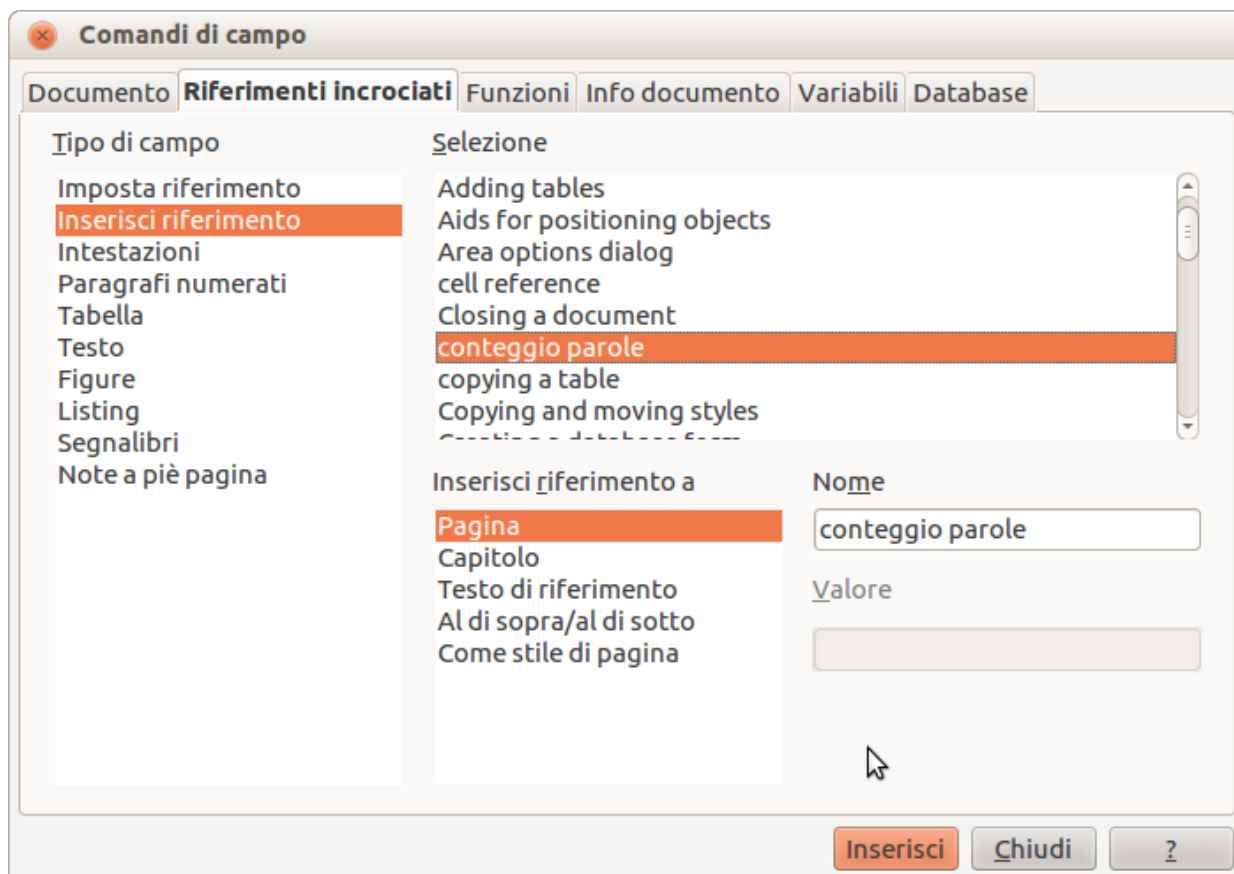 Comandi di campo
Documento Riferimenti incrociati Funzioni Info documento Variabili Database
Tipo di campo
Imposta riferimento
Inserisci riferimento
Intestazioni
Paragrafi numerati
Tabella
Testo
Figure
Listing
Segnalibri
Note a piè pagina
Selezione
Adding tables
Aids for positioning objects
Area options dialog
cell reference
Closing a document
conteggio parole
copying a table
Copying and moving styles
Creating a database form
Inserisci riferimento a
Pagina
Capitolo
Testo di riferimento
Al di sopra/al di sotto
Come stile di pagina
Nome
conteggio parole
Valore
Inserisci Chiudi ?